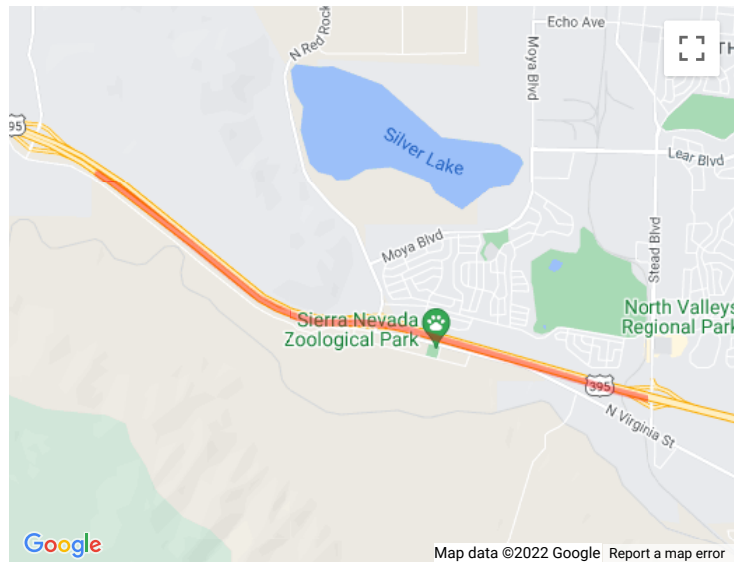 Echo Ave
TH
N Red Rock
Moya Blvd
95
Silver Lake
Lear Blvd
Moya Blvd
Stead Blvd
Sierra Nevada
Zoological Park
North Valleys
Regional Park
395
N Virginia St
Google
Map data ©2022 Google
Report a map error